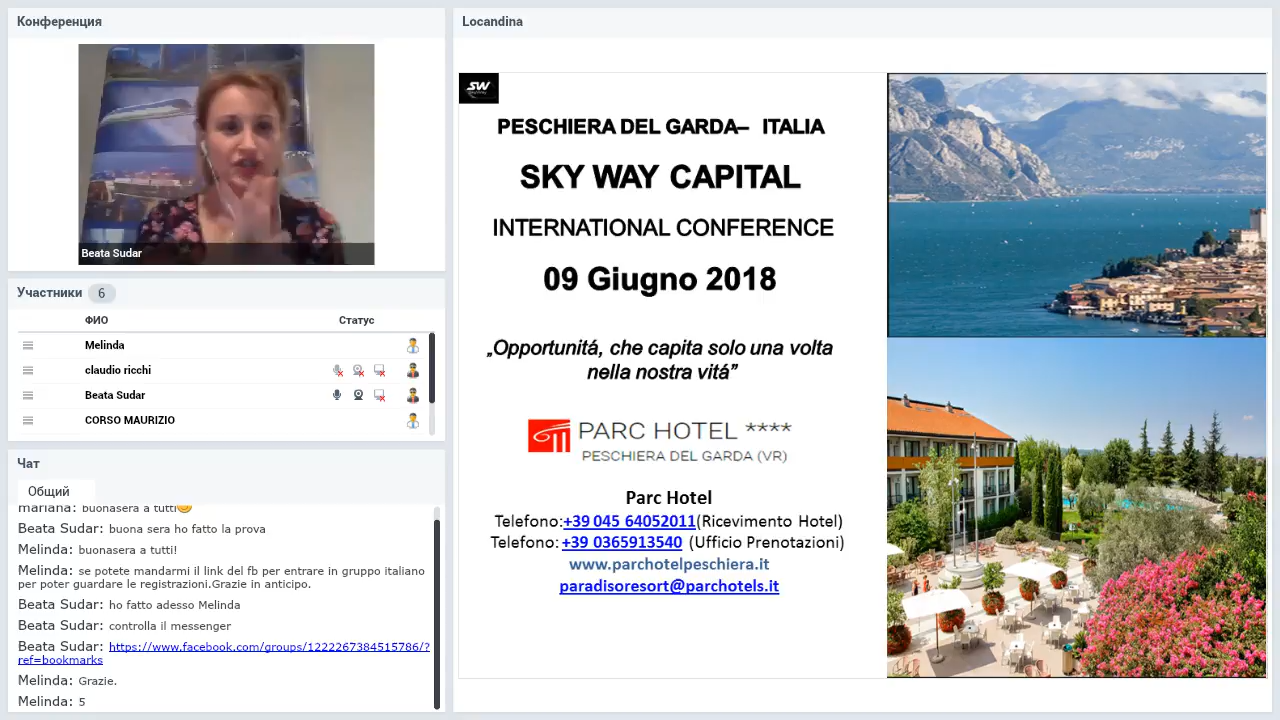 Конференция
Beata Sudar
Участники 6
ФИО Статус
Melinda
claudio ricchi
Beata Sudar
CORSO MAURIZIO
Чат
Общий
mariana: buonasera a tutti
Beata Sudar: buona sera ho fatto la prova
Melinda: buonasera a tutti!
Melinda: se potete mandarmi il link del fb per entrare in gruppo italiano
per poter guardare le registrazioni.Grazie in anticipo.
Beata Sudar: ho fatto adesso Melinda
Beata Sudar: controlla il messenger
Beata Sudar: https://www.facebook.com/groups/1222267384515786/?
ref=bookmarks
Melinda: Grazie.
Melinda: 5
Locandina
SW
PESCHIERA DEL GARDA– ITALIA
SKY WAY CAPITAL
INTERNATIONAL CONFERENCE
09 Giugno 2018
„Opportunitá, che capita solo una volta
nella nostra vitá”
PARC HOTEL ****
PESCHIERA DEL GARDA (VR)
Parc Hotel
Telefono:+39 045 64052011(Ricevimento Hotel)
Telefono: +39 0365913540 (Ufficio Prenotazioni)
www.parchotelpeschiera.it
paradisoresort@parchotels.it